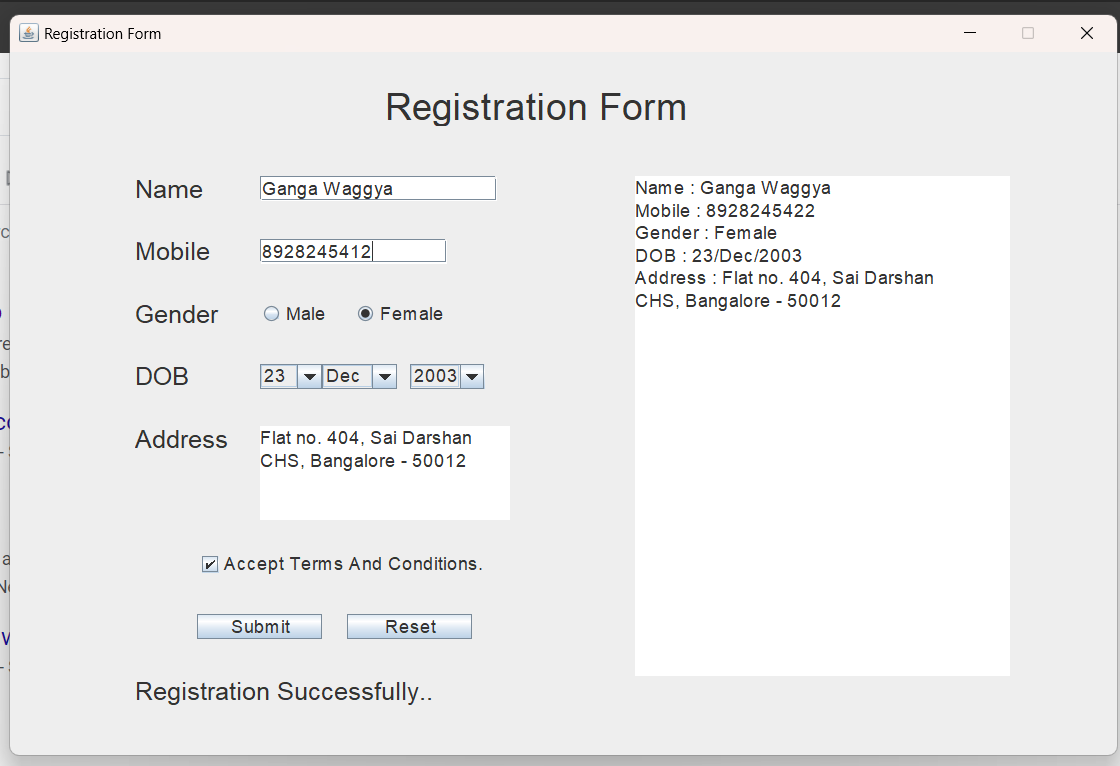 Registration Form
Registration Form
Name
Ganga Waggya
Mobile
8928245412
Gender
Male
Female
DOB
23
Dec
2003
Address
Flat no. 404, Sai Darshan
CHS, Bangalore - 50012
Accept Terms And Conditions.
Submit
Reset
Registration Successfully..
Name : Ganga Waggya
Mobile : 8928245422
Gender : Female
DOB : 23/Dec/2003
Address : Flat no. 404, Sai Darshan
CHS, Bangalore - 50012